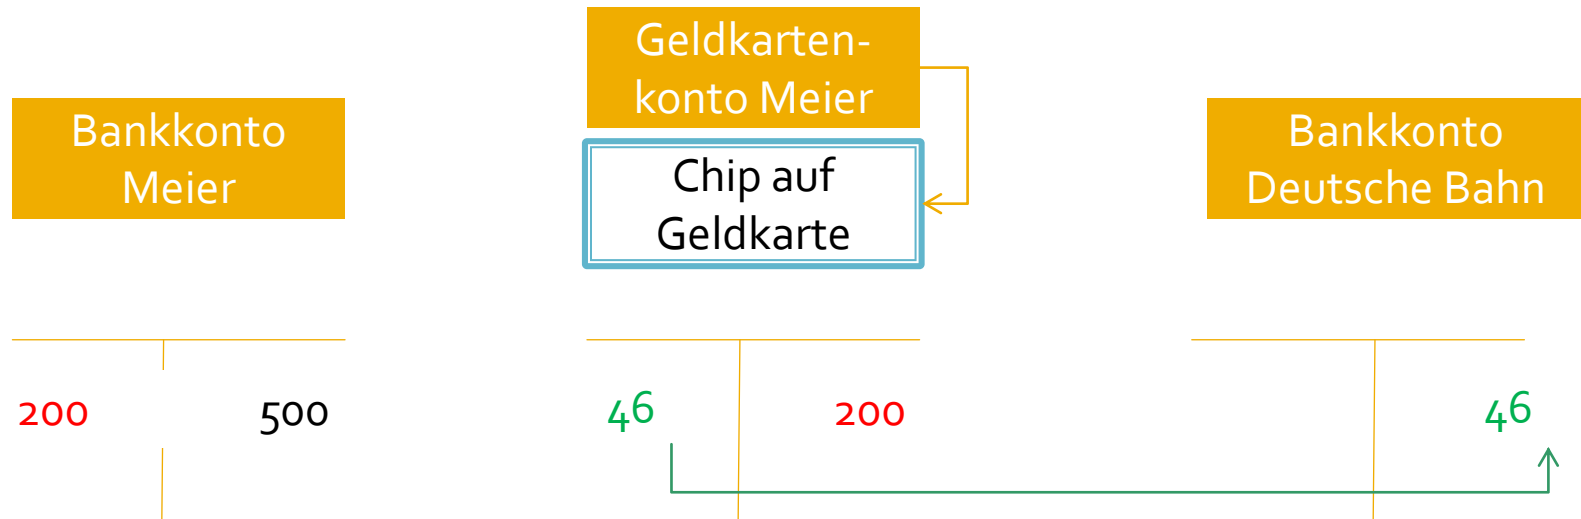 Geldkarten-
konto Meier
Bankkonto
Meier
Chip auf
Geldkarte
Bankkonto
Deutsche Bahn
200 500 46 200 46